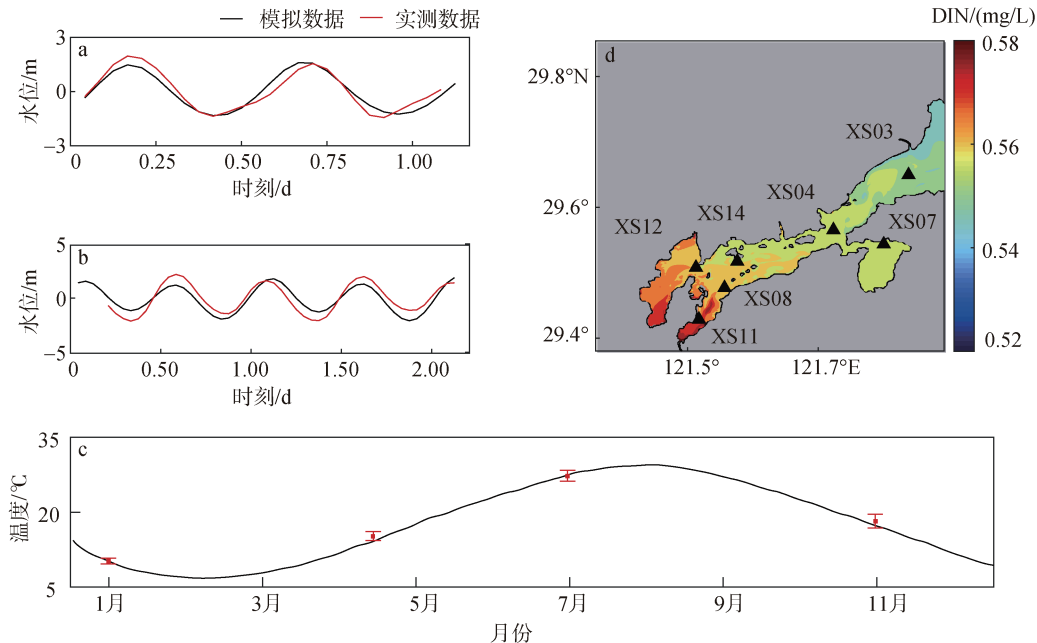 模拟数据 实测数据
a
3
0
−3
水位/m
0.25 0.50 0.75 1.00
时刻/d
b
5
0
−5
水位/m
0 0.50 1.00 1.50 2.00
时刻/d
DIN/(mg/L)
d
29.8°N
29.6°
29.4°
121.5° 121.7°E
XS03
XS04
XS07
XS14
XS12
XS08
XS11
0.58
0.56
0.54
0.52
c
35
20
5
温度/℃
1月 3月 5月 7月 9月 11月
月份